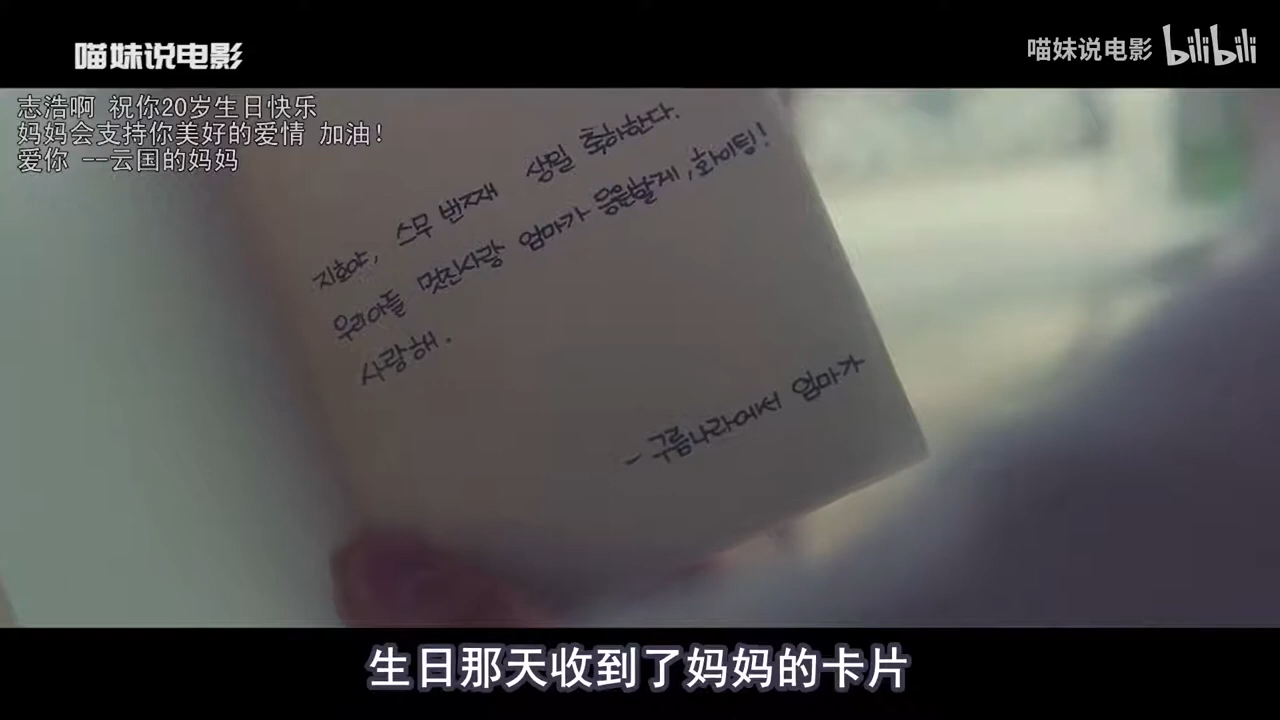 喵妹说电影
喵妹说电影 bilibili
志浩啊 祝你20岁生日快乐
妈妈会支持你美好的爱情 加油!
爱你 --云国的妈妈
지호야, 스무 번째 생일 축하한다.
우리아들 멋진사랑 엄마가 응원할게, 화이팅!
사랑해.
- 구름나라에서 엄마가
生日那天收到了妈妈的卡片